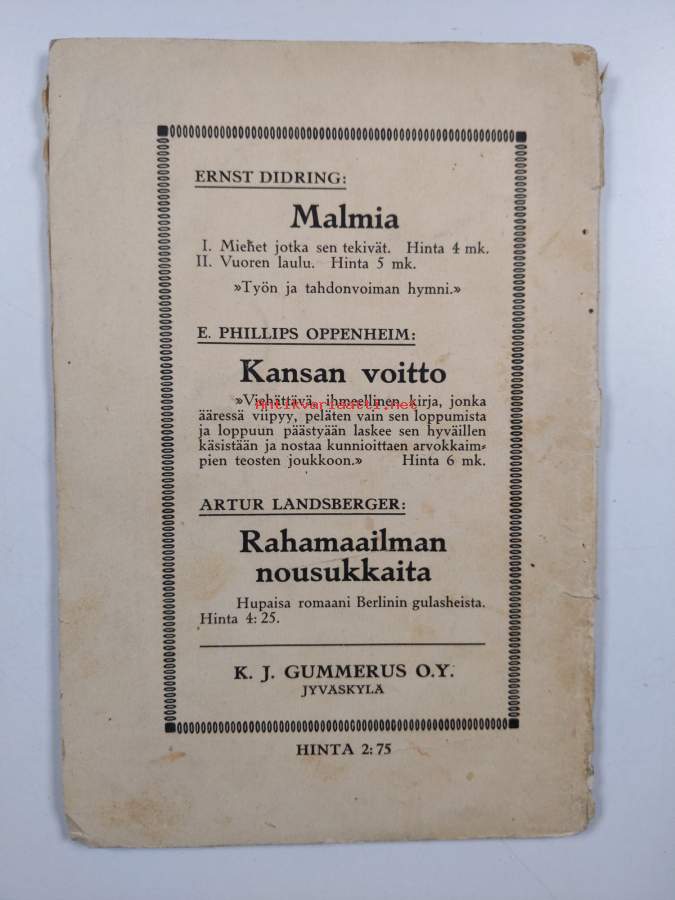 ERNST DIDRING:
Malmia
I. Miehet jotka sen tekivät. Hinta 4 mk.
II. Vuoren laulu. Hinta 5 mk.
»Työn ja tahdonvoiman hymni.»
E. PHILLIPS OPPENHEIM:
Kansan voitto
»Viehättävä, ihmeellinen kirja, jonka
Antikvariaatti.net
ääressä viipyy, peläten vain sen loppumista
ja loppuun päästyään laskee sen hyväillen
käsistään ja nostaa kunnioittaen arvokkaim-
pien teosten joukkoon.» Hinta 6 mk.
ARTUR LANDSBERGER:
Rahamaailman
nousukkaita
Hupaisa romaani Berlinin gulasheista.
Hinta 4: 25.
K. J. GUMMERUS O.Y.
JYVÄSKYLÄ
HINTA 2: 75